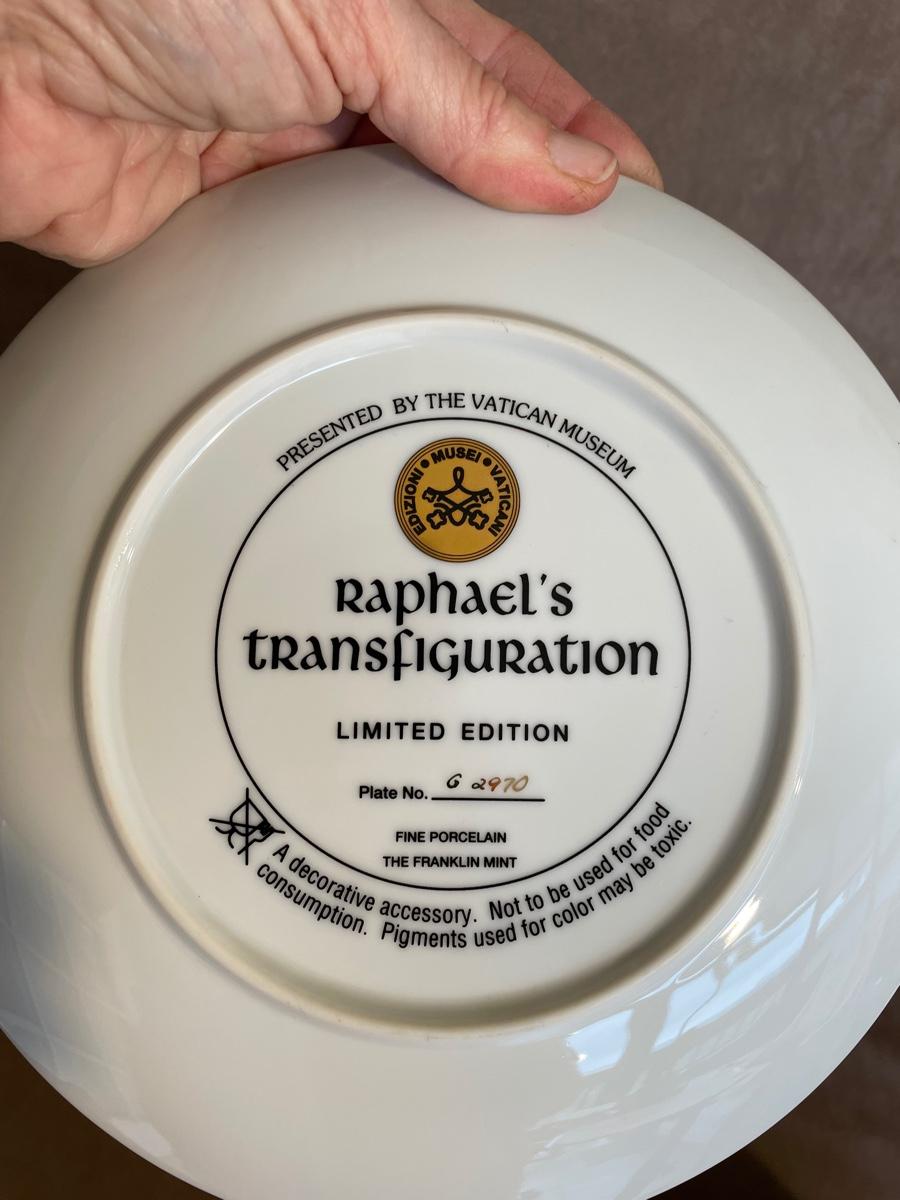 PRESENTED BY THE VATICAN MUSEUM
EDIZIONI • MUSEI • VATICANI
Raphael's
Transfiguration
LIMITED EDITION
Plate No. G 2970
FINE PORCELAIN
THE FRANKLIN MINT
A decorative accessory. Not to be used for food
consumption. Pigments used for color may be toxic.